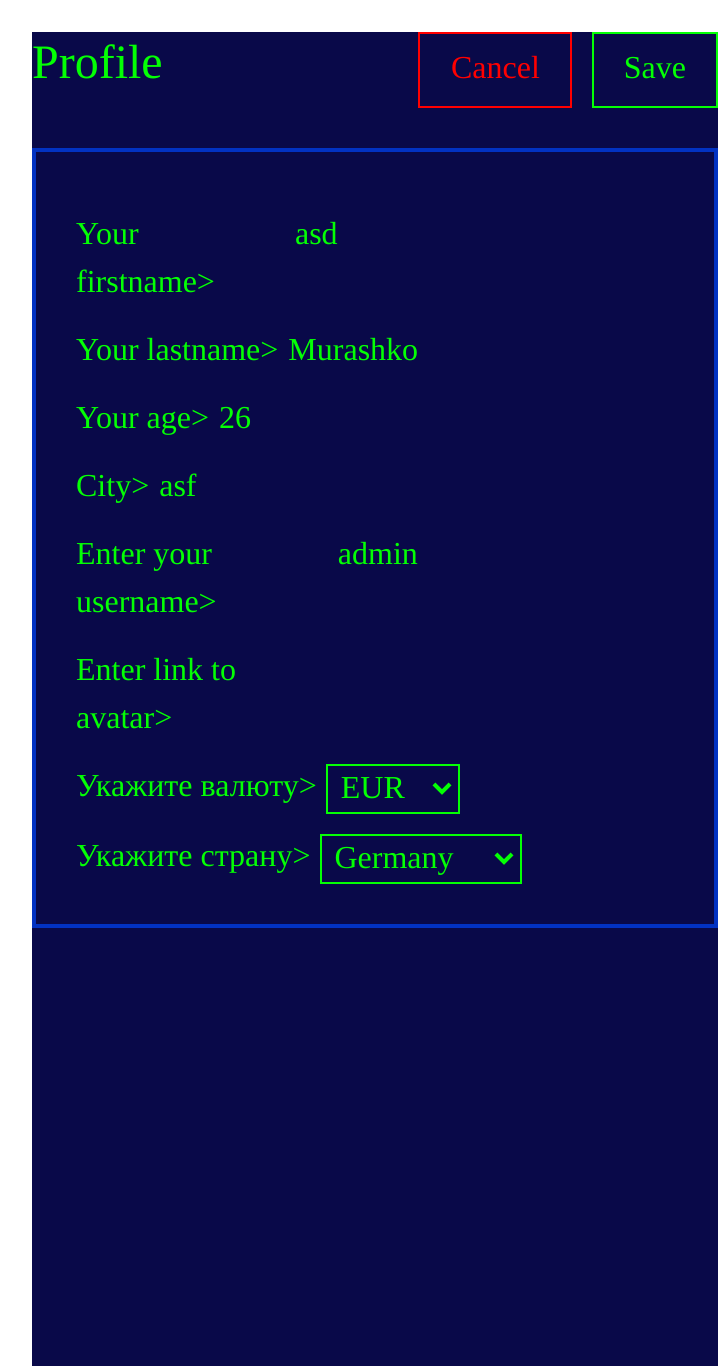 Profile Cancel Save
Your asd
firstname>
Your lastname> Murashko
Your age> 26
City> asf
Enter your admin
username>
Enter link to
avatar>
Укажите валюту> EUR
Укажите страну> Germany